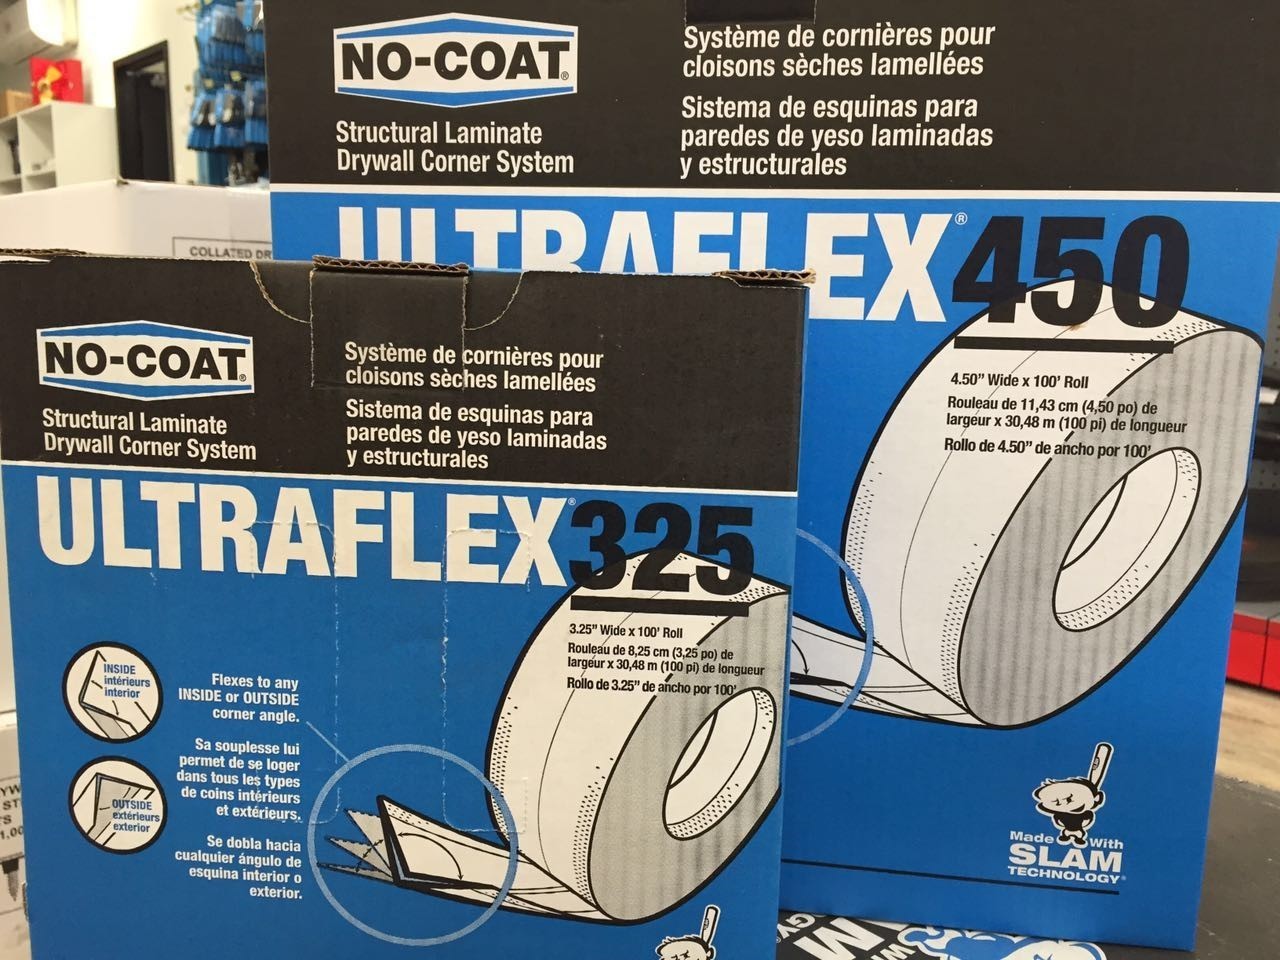 NO-COAT®
Structural Laminate
Drywall Corner System
Système de cornières pour
cloisons sèches lamellées
Sistema de esquinas para
paredes de yeso laminadas
y estructurales
ULTRAFLEX®450
4.50” Wide x 100’ Roll
Rouleau de 11,43 cm (4,50 po) de
largeur x 30,48 m (100 pi) de longueur
Rollo de 4.50” de ancho por 100’
Made With
SLAM
TECHNOLOGY®
COLLATED DR
NO-COAT®
Structural Laminate
Drywall Corner System
Système de cornières pour
cloisons sèches lamellées
Sistema de esquinas para
paredes de yeso laminadas
y estructurales
ULTRAFLEX®325
3.25” Wide x 100’ Roll
Rouleau de 8,25 cm (3,25 po) de
largeur x 30,48 m (100 pi) de longueur
Rollo de 3.25” de ancho por 100’
INSIDE
intérieurs
interior
OUTSIDE
extérieurs
exterior
Flexes to any
INSIDE or OUTSIDE
corner angle.
Sa souplesse lui
permet de se loger
dans tous les types
de coins intérieurs
et extérieurs.
Se dobla hacia
cualquier ángulo de
esquina interior o
exterior.